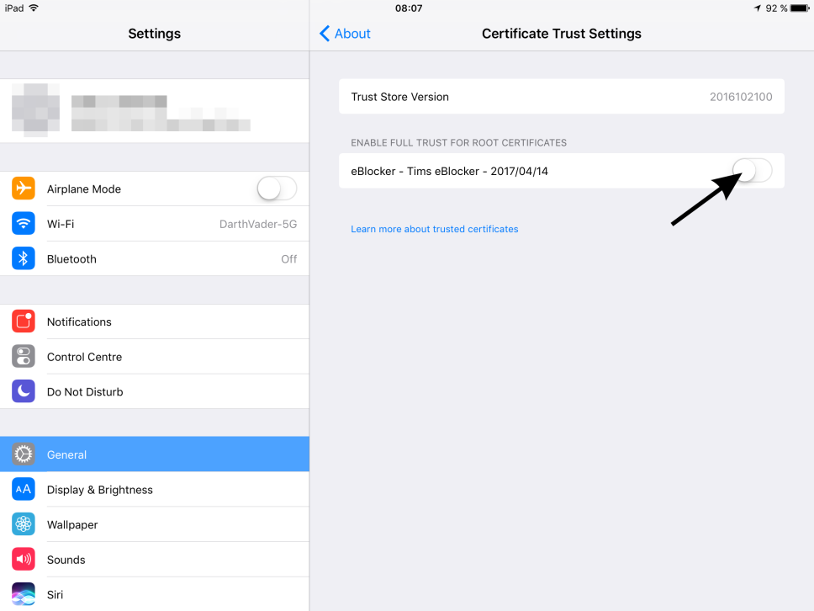 iPad
08:07
92 %
Settings
About
Certificate Trust Settings
Trust Store Version
2016102100
ENABLE FULL TRUST FOR ROOT CERTIFICATES
eBlocker - Tims eBlocker - 2017/04/14
Learn more about trusted certificates
Airplane Mode
Wi-Fi
DarthVader-5G
Bluetooth
Off
Notifications
Control Centre
Do Not Disturb
General
AA
Display & Brightness
Wallpaper
Sounds
Siri